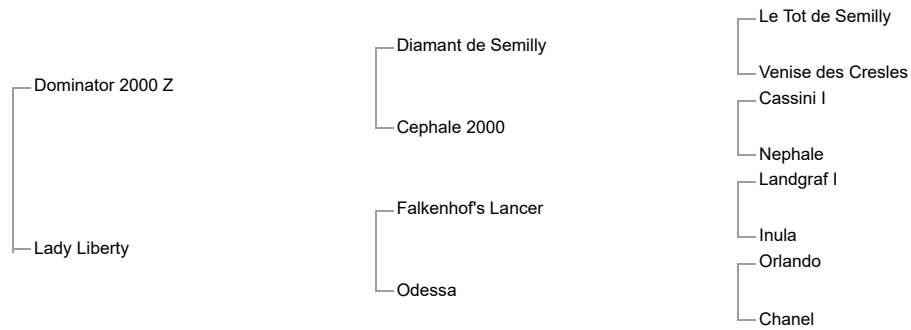 Le Tot de Semilly
Diamant de Semilly
Venise des Cresles
Dominator 2000 Z
Cassini I
Cephale 2000
Nephale
Landgraf I
Falkenhof's Lancer
Inula
Lady Liberty
Orlando
Odessa
Chanel